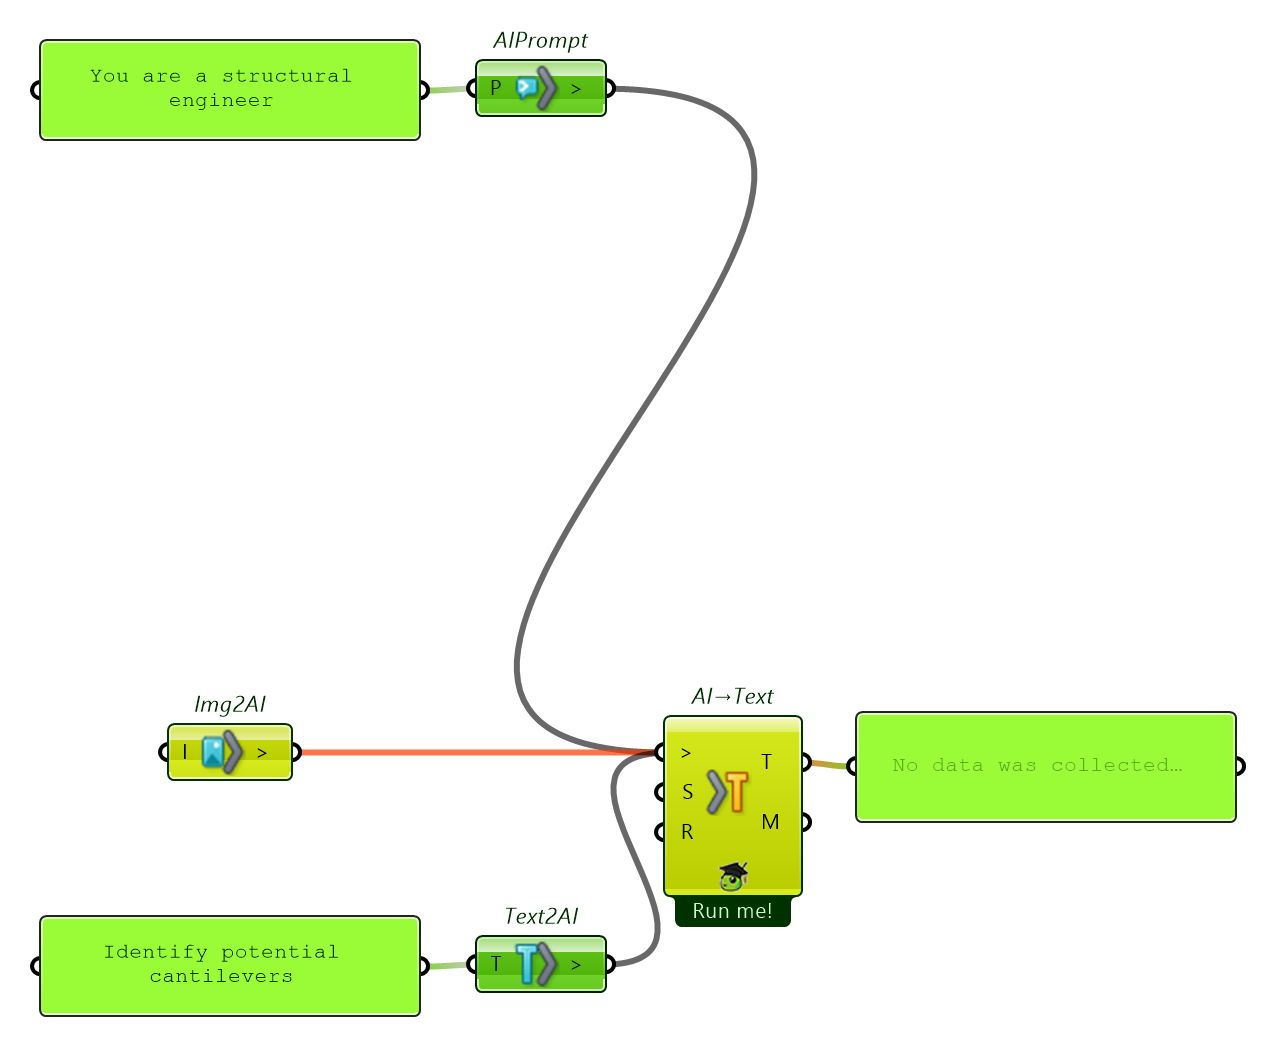 AIPrompt
You are a structural
engineer
P >
Img2AI
I >
AI→Text
> T
S
R M
Run me!
No data was collected…
Text2AI
Identify potential
cantilevers
T >